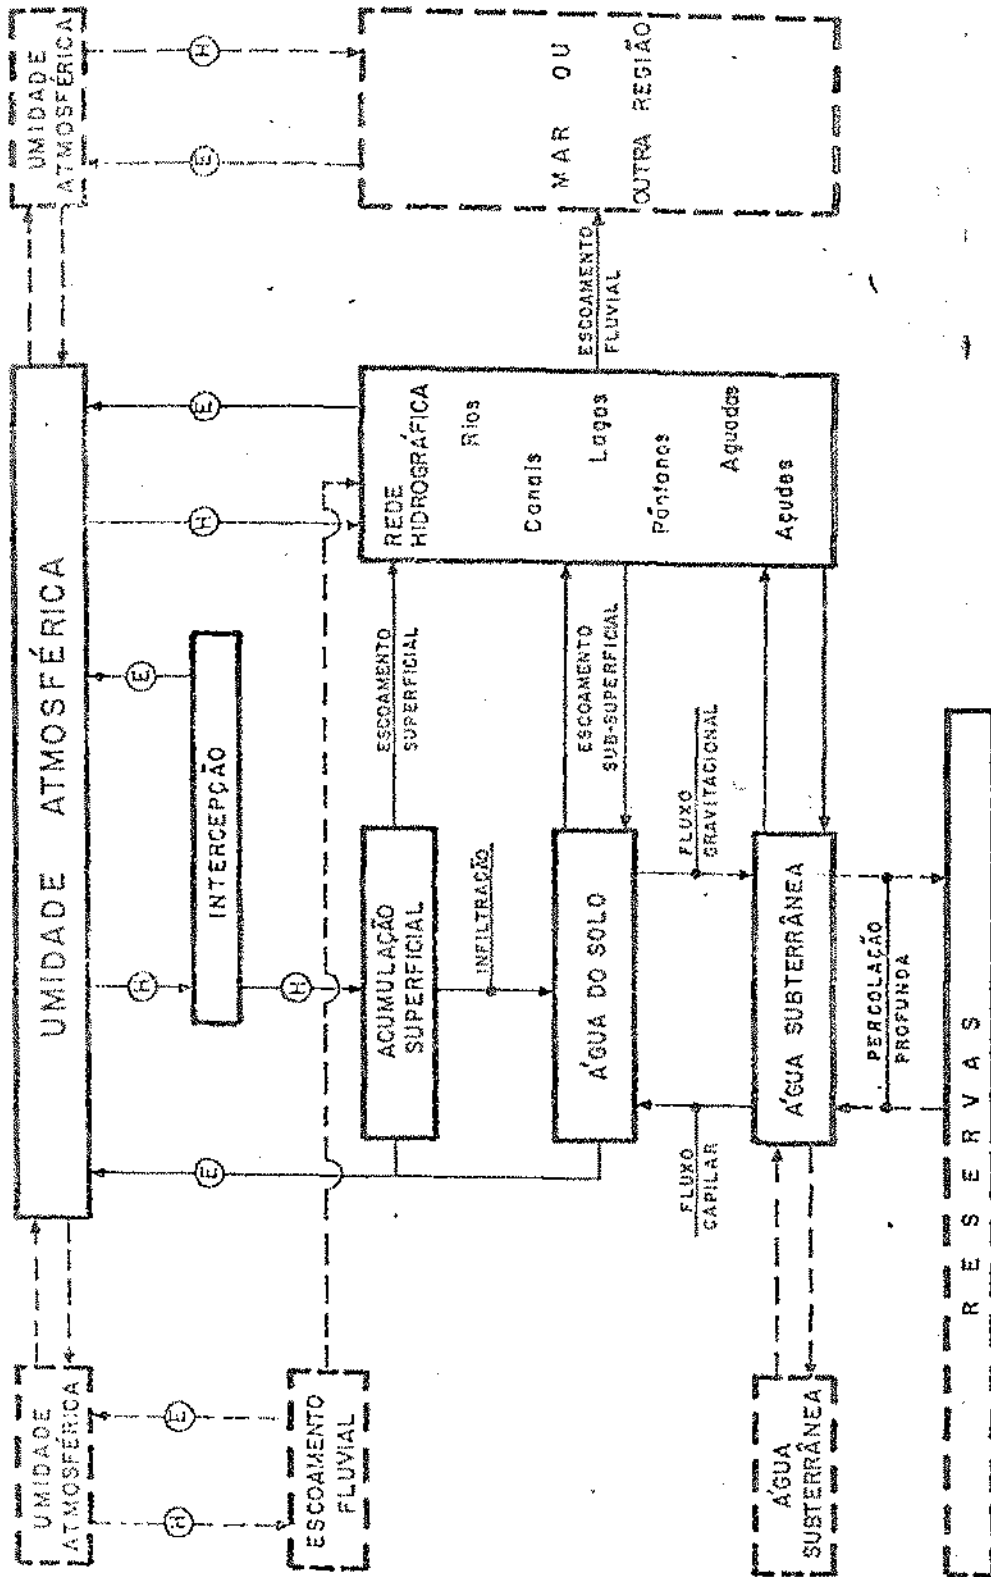 UMIDADE
ATMOSFÉRICA
UMIDADE ATMOSFÉRICA
UMIDADE
ATMOSFÉRICA
H
E
H
H
E
E
H
E
E
H
INTERCEPÇÃO
ESCOAMENTO
FLUVIAL
ACUMULAÇÃO
SUPERFICIAL
ESCOAMENTO
SUPERFICIAL
REDE
HIDROGRÁFICA
Rios
Canais
Lagos
Pântanos
Aguadas
Açudes
ESCOAMENTO
FLUVIAL
MAR OU
OUTRA REGIÃO
INFILTRAÇÃO
ÁGUA DO SOLO
ESCOAMENTO
SUB-SUPERFICIAL
FLUXO
CAPILAR
FLUXO
GRAVITACIONAL
ÁGUA
SUBTERRÂNEA
ÁGUA SUBTERRÂNEA
PERCOLAÇÃO
PROFUNDA
RESERVAS